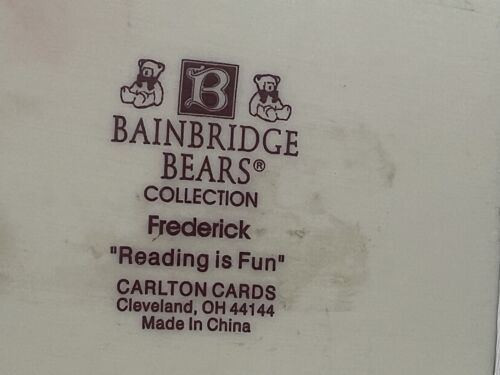 B
BAINBRIDGE
BEARS®
COLLECTION
Frederick
"Reading is Fun"
CARLTON CARDS
Cleveland, OH 44144
Made In China